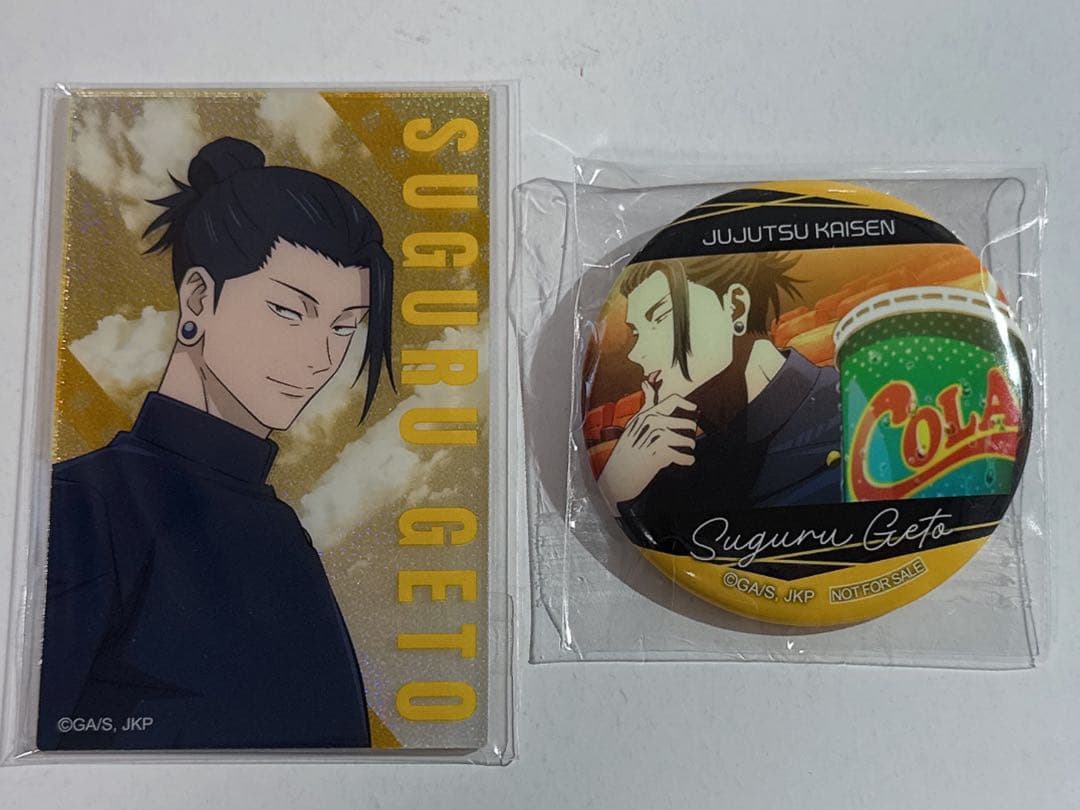 SUGURU GETO
©GA/S, JKP
JUJUTSU KAISEN
COLA
Suguru Geto
©GA/S, JKP
NOT FOR SALE